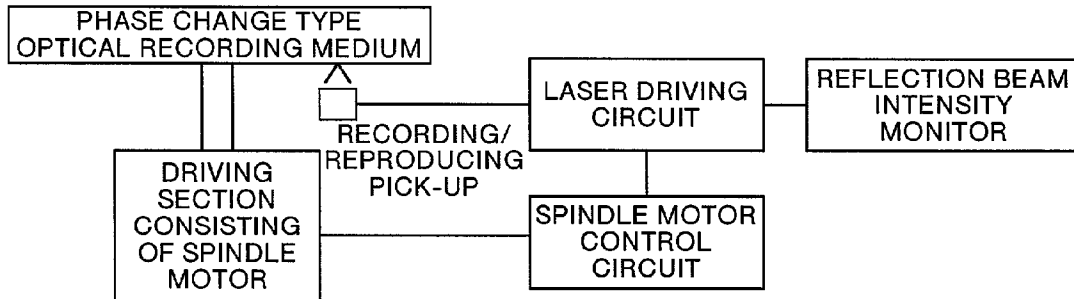 PHASE CHANGE TYPE
OPTICAL RECORDING MEDIUM
RECORDING/
REPRODUCING
PICK-UP
LASER DRIVING
CIRCUIT
REFLECTION BEAM
INTENSITY
MONITOR
DRIVING
SECTION
CONSISTING
OF SPINDLE
MOTOR
SPINDLE MOTOR
CONTROL
CIRCUIT